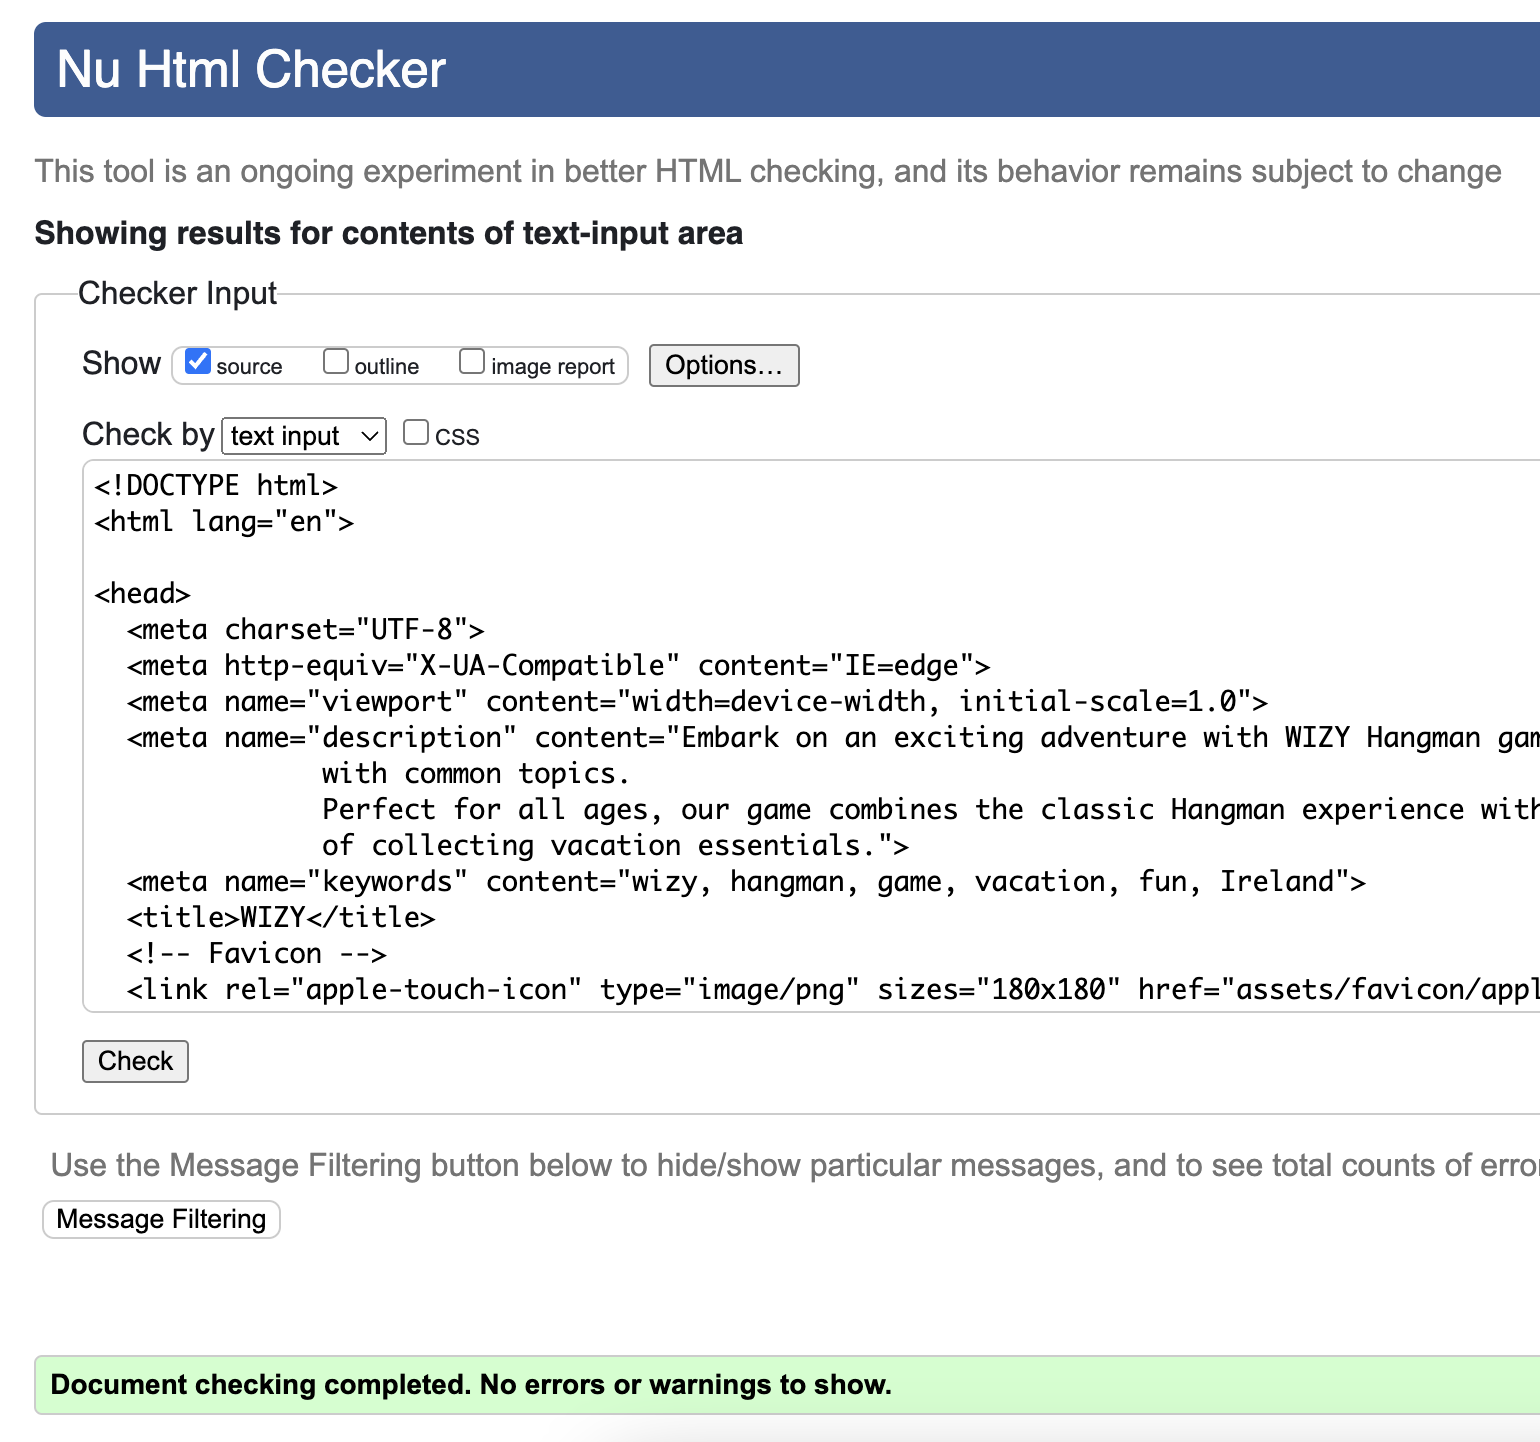 Nu Html Checker
This tool is an ongoing experiment in better HTML checking, and its behavior remains subject to change
Showing results for contents of text-input area
Checker Input
Show source outline image report Options...
Check by text input CSS
<!DOCTYPE html>
<html lang="en">
<head>
<meta charset="UTF-8">
<meta http-equiv="X-UA-Compatible" content="IE=edge">
<meta name="viewport" content="width=device-width, initial-scale=1.0">
<meta name="description" content="Embark on an exciting adventure with WIZY Hangman
with common topics.
Perfect for all ages, our game combines the classic Hangman experience with
of collecting vacation essentials.">
<meta name="keywords" content="wizy, hangman, game, vacation, fun, Ireland">
<title>WIZY</title>
<!-- Favicon -->
<link rel="apple-touch-icon" type="image/png" sizes="180x180" href="assets/favicon/appl
Check
Use the Message Filtering button below to hide/show particular messages, and to see total counts of
Message Filtering
Document checking completed. No errors or warnings to show.